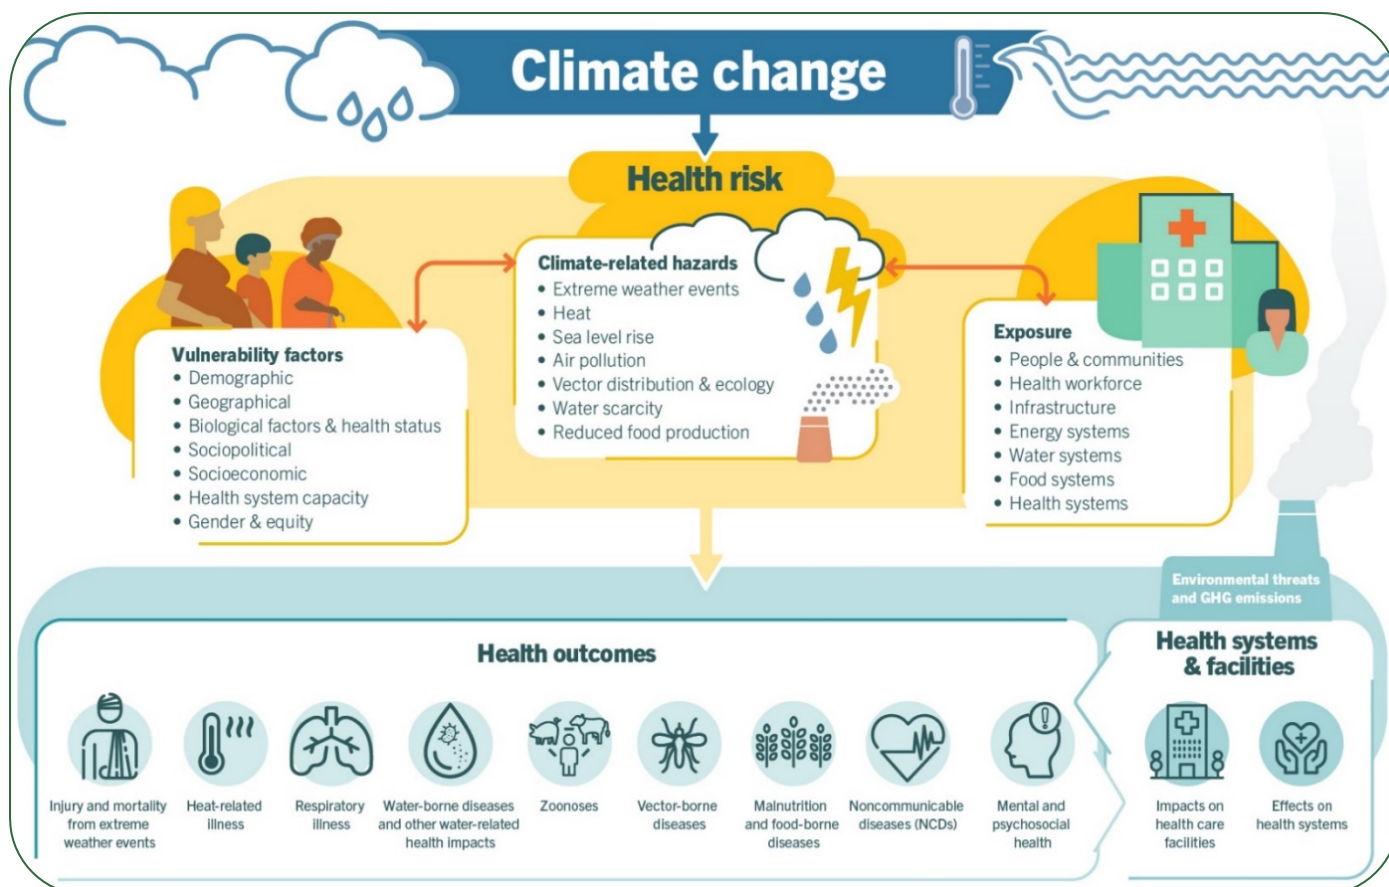 Climate change
Health risk
Vulnerability factors
• Demographic
• Geographical
• Biological factors & health status
• Sociopolitical
• Socioeconomic
• Health system capacity
• Gender & equity
Climate-related hazards
• Extreme weather events
• Heat
• Sea level rise
• Air pollution
• Vector distribution & ecology
• Water scarcity
• Reduced food production
Exposure
• People & communities
• Health workforce
• Infrastructure
• Energy systems
• Water systems
• Food systems
• Health systems
Environmental threats
and GHG emissions
Health outcomes
Injury and mortality
from extreme
weather events
Heat-related
illness
Respiratory
illness
Water-borne diseases
and other water-related
health impacts
Zoonoses
Vector-borne
diseases
Malnutrition
and food-borne
diseases
Noncommunicable
diseases (NCDs)
Mental and
psychosocial
health
Health systems
& facilities
Impacts on
health care
facilities
Effects on
health systems